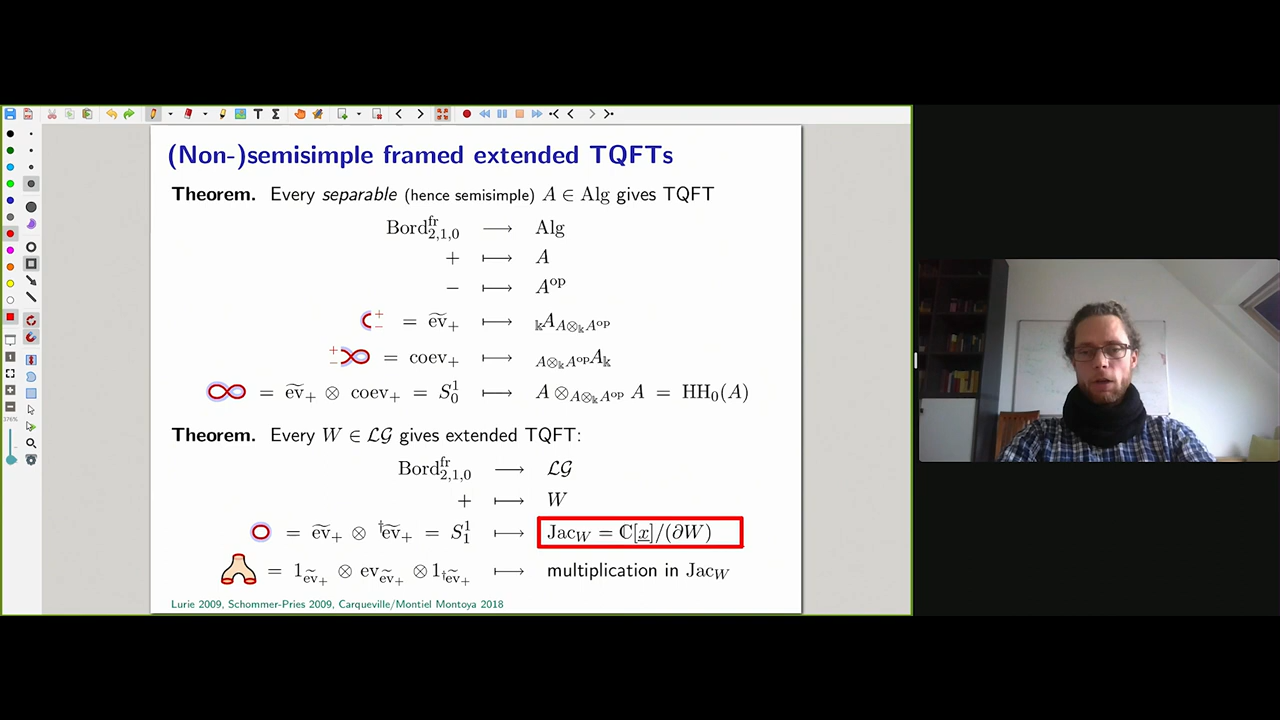 (Non-)semisimple framed extended TQFTs
Theorem. Every separable (hence semisimple) A ∈ Alg gives TQFT
Bord^fr_{2,1,0} ⟶ Alg
+ ⟼ A
− ⟼ A^op
+ − = ẽv_+ ⟼ _𝕜A_{A⊗_𝕜A^op}
+ − = coev_+ ⟼ _{A⊗_𝕜A^op}A_𝕜
= ẽv_+ ⊗ coev_+ = S^1_0 ⟼ A ⊗_{A⊗_𝕜A^op} A = HH_0(A)
Theorem. Every W ∈ ℒ𝒢 gives extended TQFT:
Bord^fr_{2,1,0} ⟶ ℒ𝒢
+ ⟼ W
= ẽv_+ ⊗ ^†ẽv_+ = S^1_1 ⟼ Jac_W = ℂ[x]/(∂W)
= 1_{ẽv_+} ⊗ ev_{ẽv_+} ⊗ 1_{^†ẽv_+} ⟼ multiplication in Jac_W
Lurie 2009, Schommer-Pries 2009, Carqueville/Montiel Montoya 2018